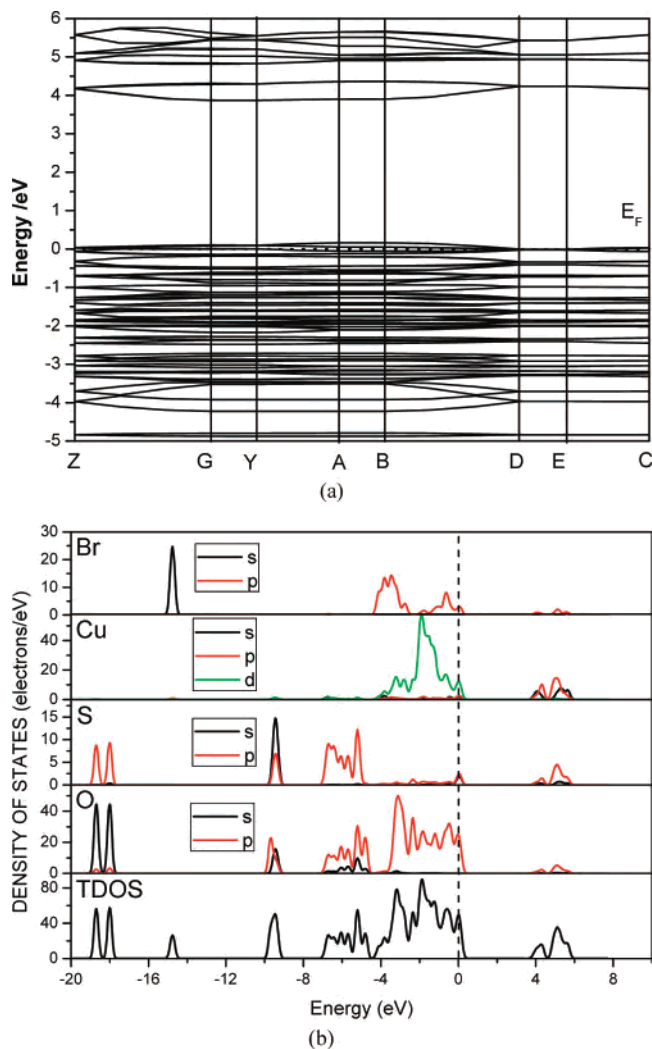 6
5
4
3
2
1
0
-1
-2
-3
-4
-5
Energy /eV
E_F
Z G Y A B D E C
(a)
DENSITY OF STATES (electrons/eV)
30
20
10
0
Br
s
p
40
20
0
Cu
s
p
d
15
10
5
0
S
s
p
40
20
0
O
s
p
80
40
0
TDOS
-20 -16 -12 -8 -4 0 4 8
Energy (eV)
(b)